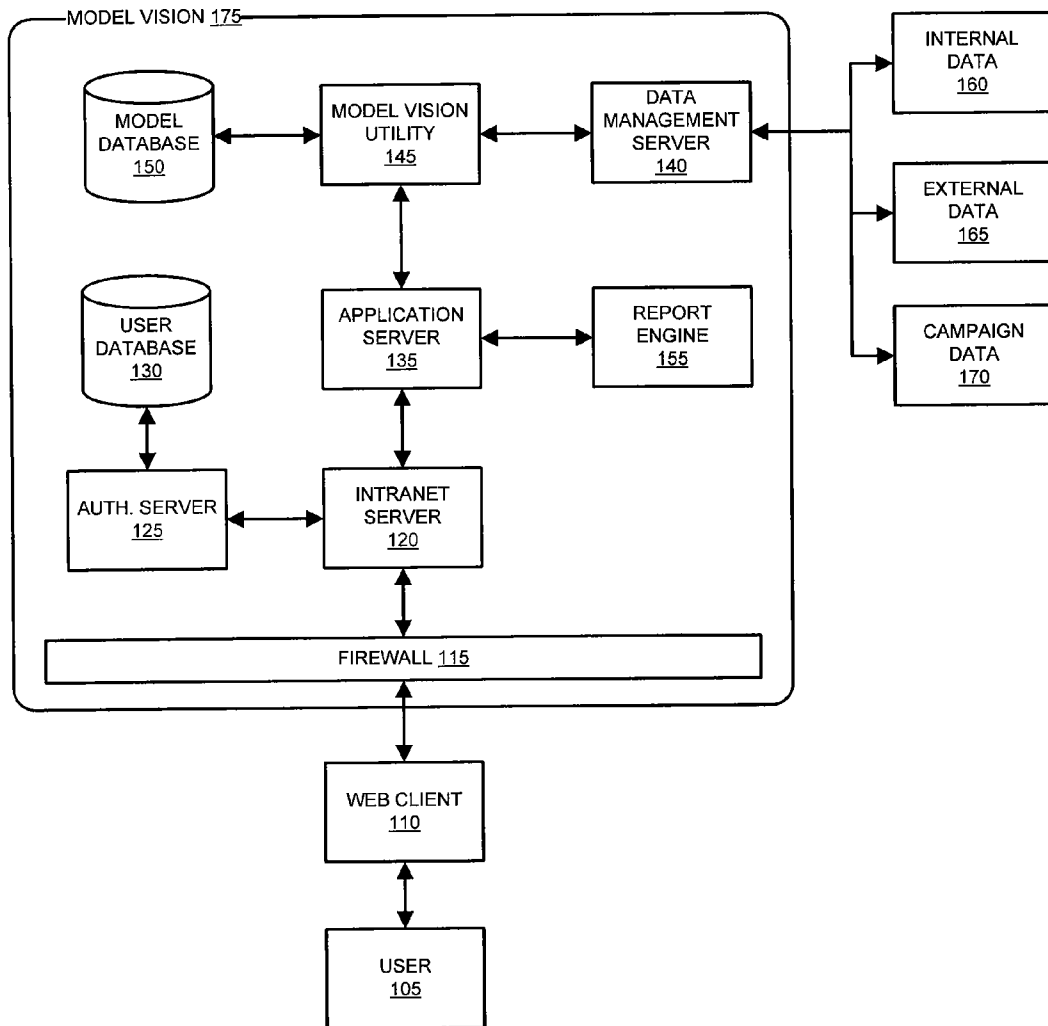 MODEL VISION 175
INTERNAL
DATA
160
MODEL
DATABASE
150
MODEL VISION
UTILITY
145
DATA
MANAGEMENT
SERVER
140
EXTERNAL
DATA
165
USER
DATABASE
130
APPLICATION
SERVER
135
REPORT
ENGINE
155
CAMPAIGN
DATA
170
AUTH. SERVER
125
INTRANET
SERVER
120
FIREWALL 115
WEB CLIENT
110
USER
105